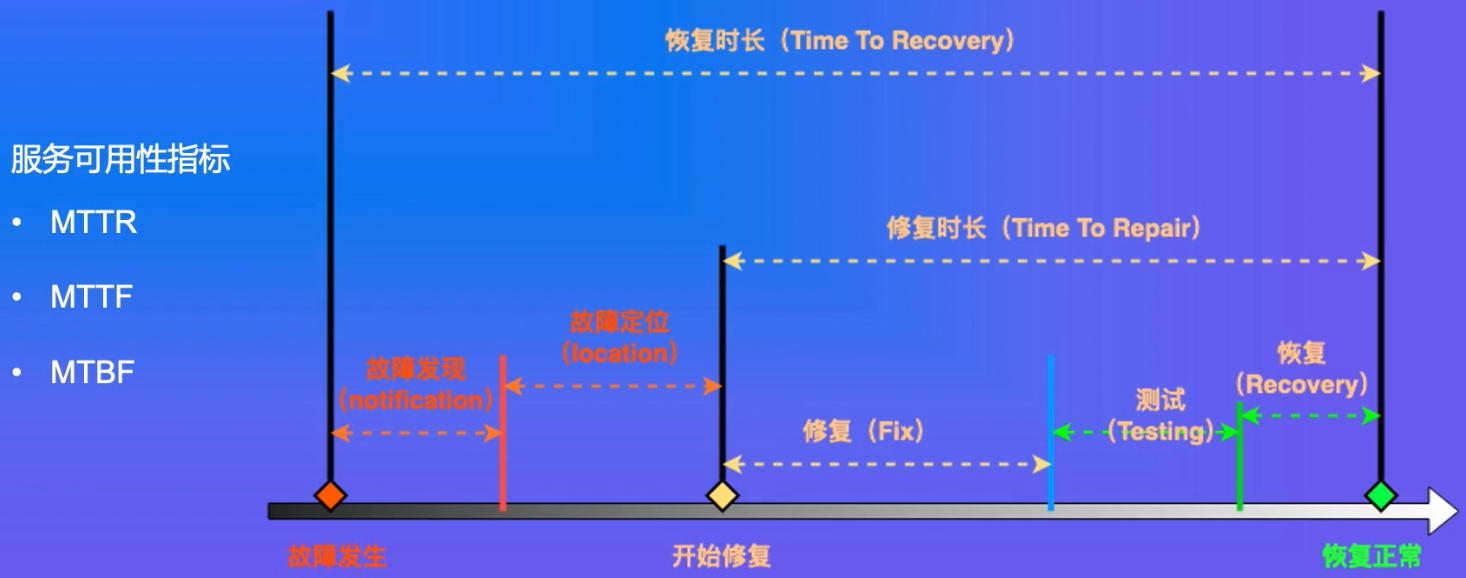 服务可用性指标
• MTTR
• MTTF
• MTBF
恢复时长（Time To Recovery）
修复时长（Time To Repair）
故障定位
（location）
故障发现
（notification）
恢复
（Recovery）
测试
（Testing）
修复（Fix）
故障发生
开始修复
恢复正常